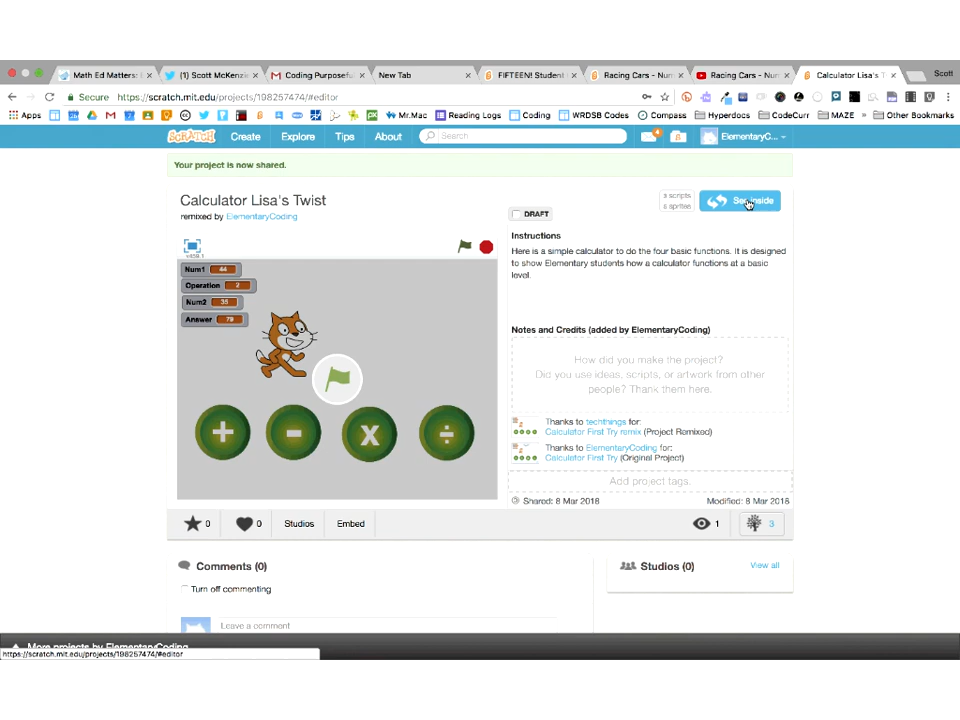 Math Ed Matters:
(1) Scott McKenzie
Coding Purposeful
New Tab
FIFTEEN! Student
Racing Cars - Num
Racing Cars - Num
Calculator Lisa's T
Scott
Secure https://scratch.mit.edu/projects/198257474/#editor
Apps
Mr.Mac
Reading Logs
Coding
WRDSB Codes
Compass
Hyperdocs
CodeCurr
MAZE
»
Other Bookmarks
SCRATCH
Create
Explore
Tips
About
Search
4
ElementaryC...
Your project is now shared.
Calculator Lisa's Twist
remixed by ElementaryCoding
3 scripts
6 sprites
See inside
DRAFT
v459.1
Num1 44
Operation 2
Num2 35
Answer 79
+ - X ÷
Instructions
Here is a simple calculator to do the four basic functions. It is designed
to show Elementary students how a calculator functions at a basic
level.
Notes and Credits (added by ElementaryCoding)
How did you make the project?
Did you use ideas, scripts, or artwork from other
people? Thank them here.
Thanks to techtnings for:
Calculator First Try remix (Project Remixed)
Thanks to ElementaryCoding for:
Calculator First Try (Original Project)
Add project tags.
Shared: 8 Mar 2018 Modified: 8 Mar 2018
0
0
Studios
Embed
1
3
Comments (0)
Turn off commenting
Leave a comment
Studios (0)
View all
More projects by ElementaryCoding
https://scratch.mit.edu/projects/198257474/#editor